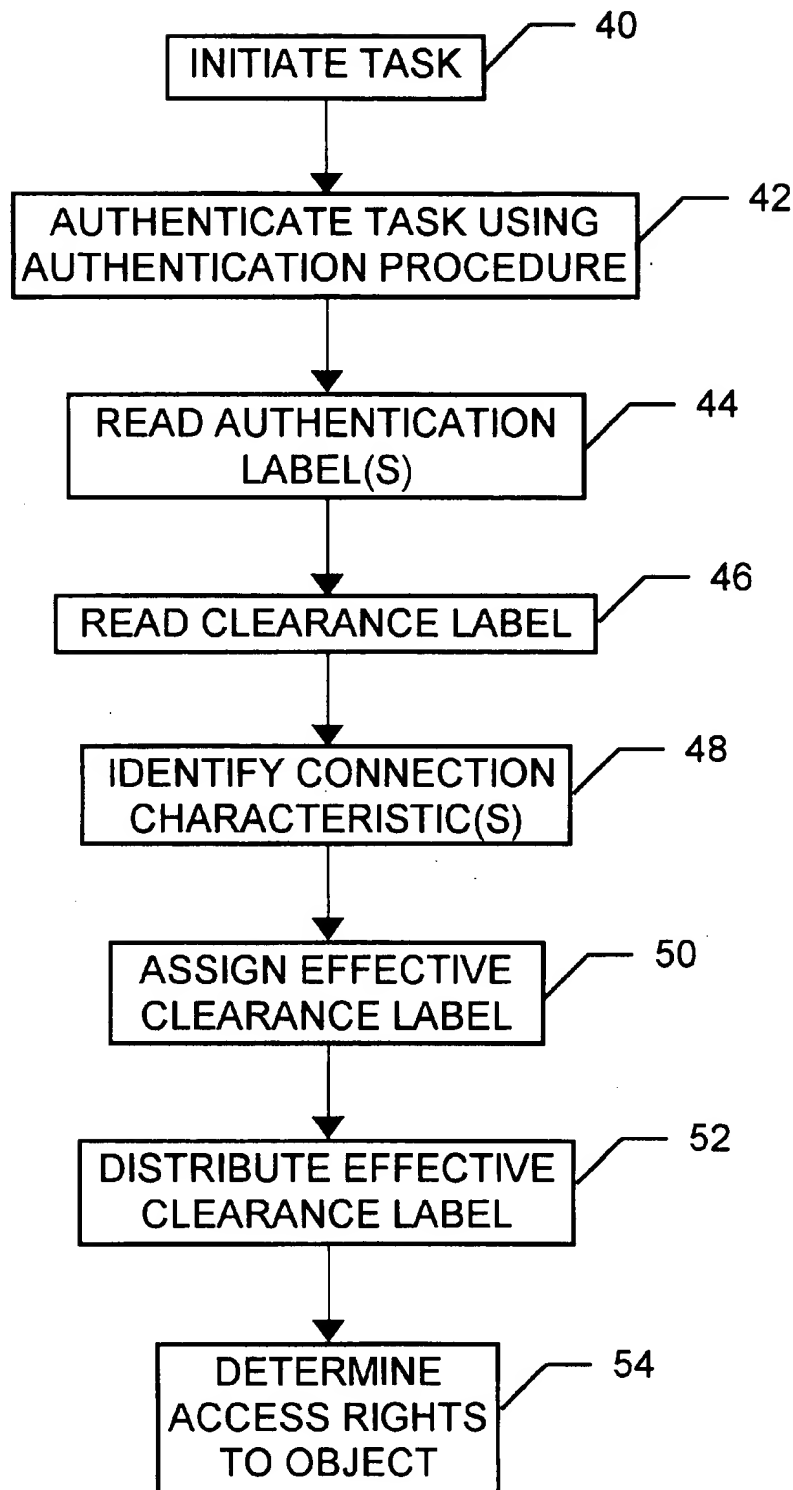 40
INITIATE TASK
42
AUTHENTICATE TASK USING
AUTHENTICATION PROCEDURE
44
READ AUTHENTICATION
LABEL(S)
46
READ CLEARANCE LABEL
48
IDENTIFY CONNECTION
CHARACTERISTIC(S)
50
ASSIGN EFFECTIVE
CLEARANCE LABEL
52
DISTRIBUTE EFFECTIVE
CLEARANCE LABEL
54
DETERMINE
ACCESS RIGHTS
TO OBJECT